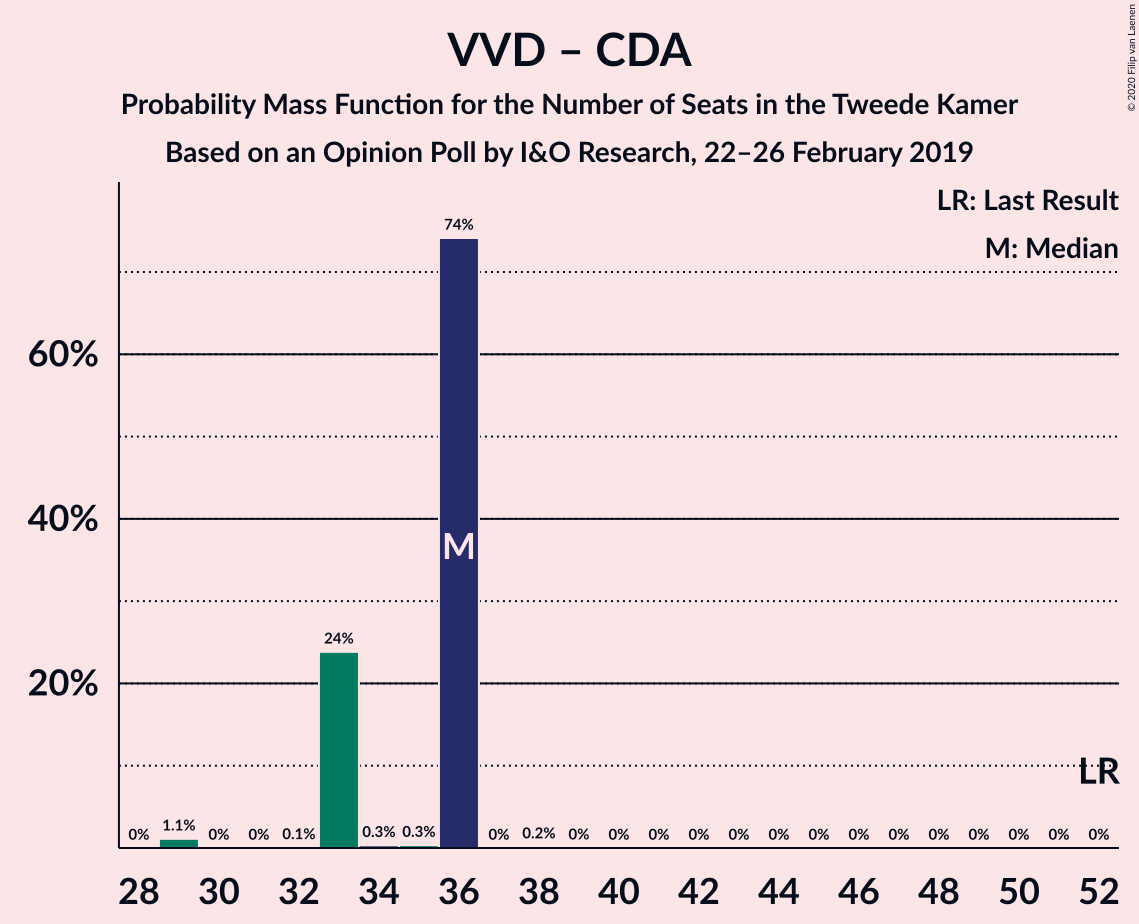 VVD – CDA
Probability Mass Function for the Number of Seats in the Tweede Kamer
Based on an Opinion Poll by I&O Research, 22–26 February 2019
© 2020 Filip van Laenen
LR: Last Result
M: Median
74%
60%
40%
M
24%
20%
LR
0% 1.1% 0% 0% 0.1% 0.3% 0.3% 0% 0.2% 0% 0% 0% 0% 0% 0% 0% 0% 0% 0% 0% 0% 0% 0%
28 30 32 34 36 38 40 42 44 46 48 50 52